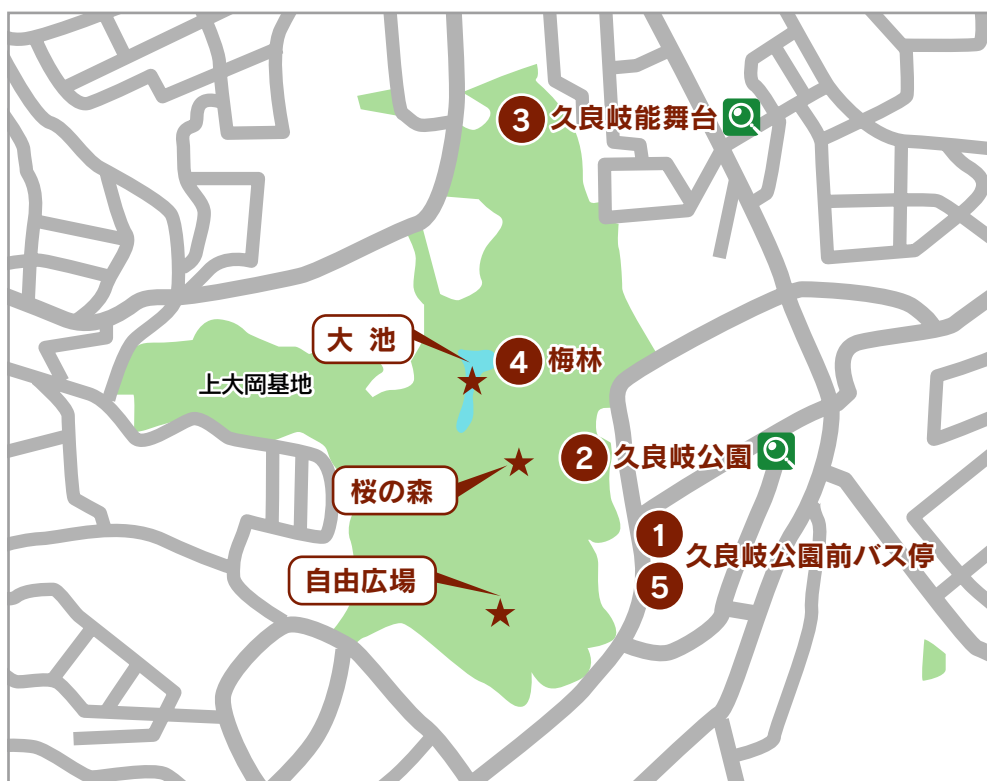 3 久良岐能舞台
大 池
4 梅林
上大岡基地
2 久良岐公園
桜の森
1
久良岐公園前バス停
5
自由広場